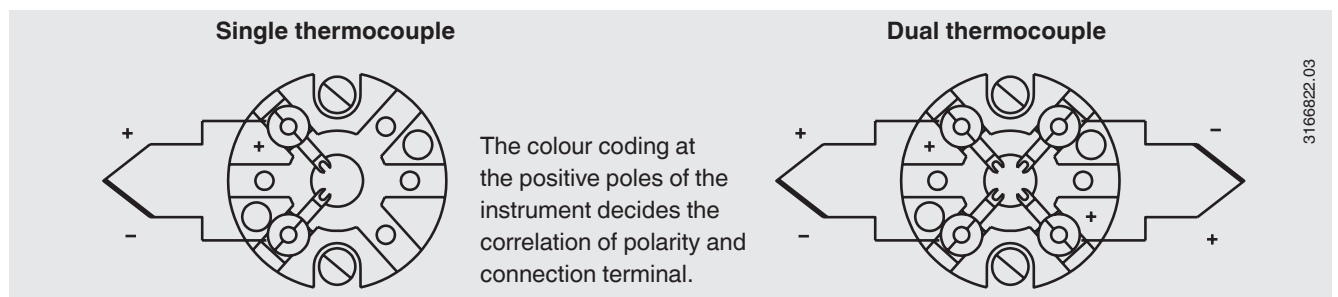 Single thermocouple
Dual thermocouple
+
+
–
The colour coding at
the positive poles of the
instrument decides the
correlation of polarity and
connection terminal.
+
+
–
–
+
+
3166822.03